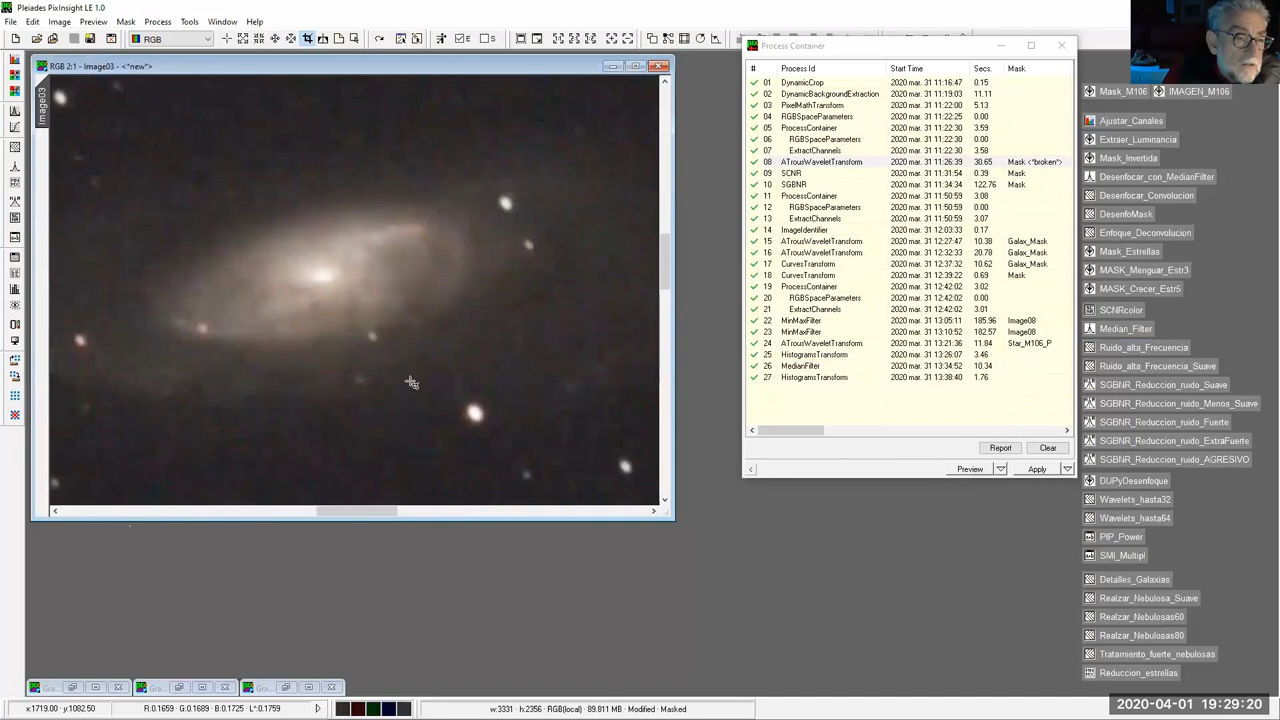 Pleiades PixInsight LE 1.0
File Edit Image Preview Mask Process Tools Window Help
RGB
E
RGB 2:1 - Image03 - <*new*>
Image03
Process Container
# Process Id Start Time Secs. Mask
01 DynamicCrop 2020 mar. 31 11:16:47 0.15
02 DynamicBackgroundExtraction 2020 mar. 31 11:19:03 11.11
03 PixelMathTransform 2020 mar. 31 11:22:00 5.13
04 RGBSpaceParameters 2020 mar. 31 11:22:25 0.00
05 ProcessContainer 2020 mar. 31 11:22:30 3.59
06 RGBSpaceParameters 2020 mar. 31 11:22:30 0.00
07 ExtractChannels 2020 mar. 31 11:22:30 3.58
08 ATrousWaveletTransform 2020 mar. 31 11:26:39 30.65 Mask <*broken*>
09 SCNR 2020 mar. 31 11:31:54 0.39 Mask
10 SGBNR 2020 mar. 31 11:34:34 122.76 Mask
11 ProcessContainer 2020 mar. 31 11:50:59 3.08
12 RGBSpaceParameters 2020 mar. 31 11:50:59 0.00
13 ExtractChannels 2020 mar. 31 11:50:59 3.07
14 ImageIdentifier 2020 mar. 31 12:03:33 0.17
15 ATrousWaveletTransform 2020 mar. 31 12:27:47 10.38 Galax_Mask
16 ATrousWaveletTransform 2020 mar. 31 12:32:33 20.78 Galax_Mask
17 CurvesTransform 2020 mar. 31 12:37:32 10.62 Galax_Mask
18 CurvesTransform 2020 mar. 31 12:39:22 0.69 Mask
19 ProcessContainer 2020 mar. 31 12:42:02 3.02
20 RGBSpaceParameters 2020 mar. 31 12:42:02 0.00
21 ExtractChannels 2020 mar. 31 12:42:02 3.01
22 MinMaxFilter 2020 mar. 31 13:05:11 185.96 Image08
23 MinMaxFilter 2020 mar. 31 13:10:52 182.57 Image08
24 ATrousWaveletTransform 2020 mar. 31 13:21:36 11.84 Star_M106_P
25 HistogramsTransform 2020 mar. 31 13:26:07 3.46
26 MedianFilter 2020 mar. 31 13:34:52 10.34
27 HistogramsTransform 2020 mar. 31 13:38:40 1.76
Report Clear
Preview Apply
Mask_M106 IMAGEN_M106
Ajustar_Canales
Extraer_Luminancia
Mask_Invertida
Desenfocar_con_MedianFilter
Desenfocar_Convolucion
DesenfoMask
Enfoque_Deconvolucion
Mask_Estrellas
MASK_Menguar_Estr3
MASK_Crecer_Estr5
SCNRcolor
Median_Filter
Ruido_alta_Frecuencia
Ruido_alta_Frecuencia_Suave
SGBNR_Reduccion_ruido_Suave
SGBNR_Reduccion_ruido_Menos_Suave
SGBNR_Reduccion_ruido_Fuerte
SGBNR_Reduccion_ruido_ExtraFuerte
SGBNR_Reduccion_ruido_AGRESIVO
DUPyDesenfoque
Wavelets_hasta32
Wavelets_hasta64
PIP_Power
SMI_Multipl
Detalles_Galaxias
Realzar_Nebulosa_Suave
Realzar_Nebulosas60
Realzar_Nebulosas80
Tratamiento_fuerte_nebulosas
Reduccion_estrellas
Gra... Gra... Gra...
x:1719.00 y:1082.50 R:0.1659 G:0.1689 B:0.1725 L*:0.1759 w:3331 h:2356 RGB(local) 89.811 MB - Modified - Masked
2020-04-01 19:29:20